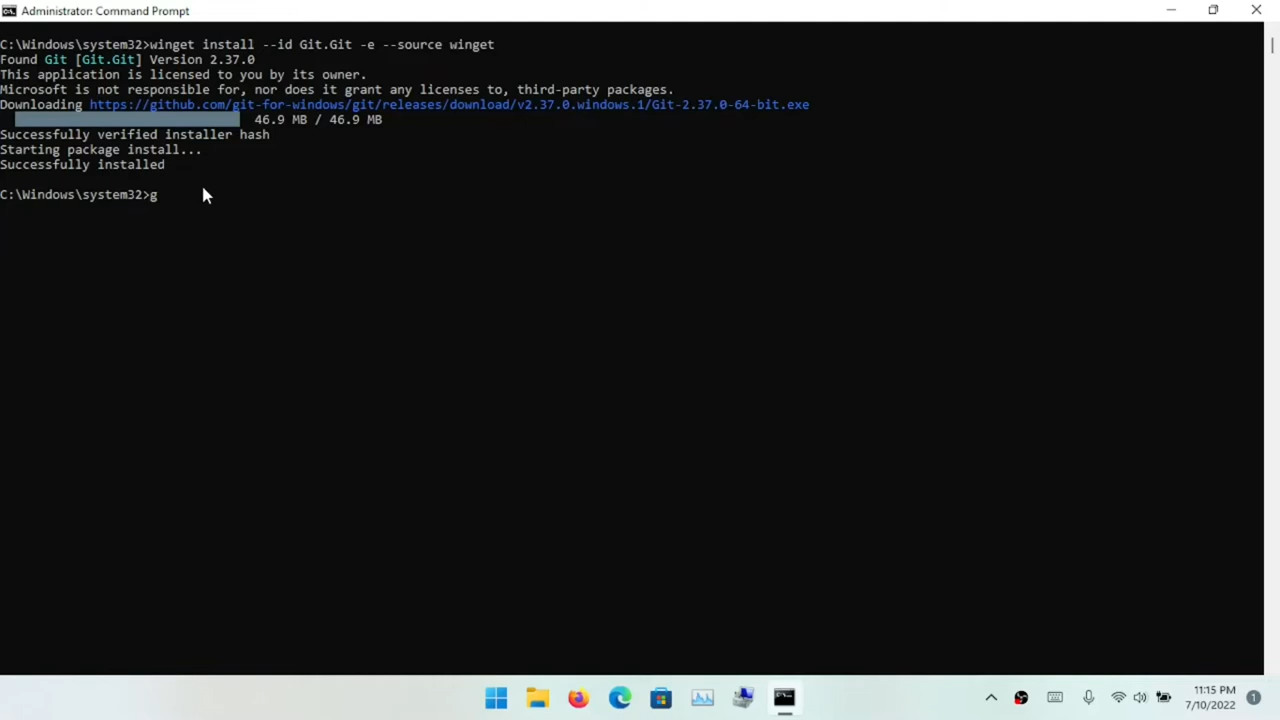 Administrator: Command Prompt
C:\Windows\system32>winget install --id Git.Git -e --source winget
Found Git [Git.Git] Version 2.37.0
This application is licensed to you by its owner.
Microsoft is not responsible for, nor does it grant any licenses to, third-party packages.
Downloading https://github.com/git-for-windows/git/releases/download/v2.37.0.windows.1/Git-2.37.0-64-bit.exe
46.9 MB / 46.9 MB
Successfully verified installer hash
Starting package install...
Successfully installed
C:\Windows\system32>g
11:15 PM
7/10/2022
1